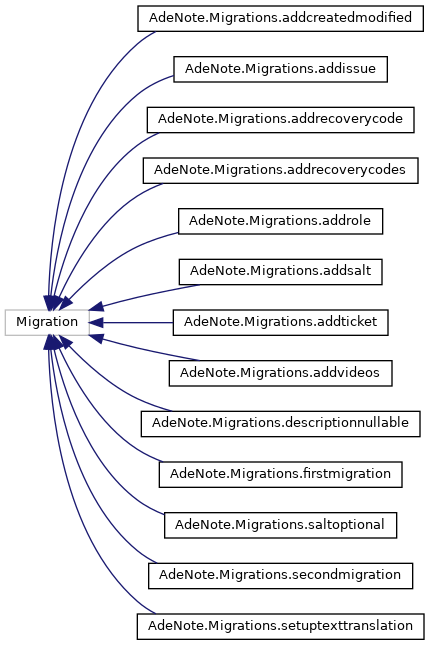 AdeNote.Migrations.addcreatedmodified
AdeNote.Migrations.addissue
AdeNote.Migrations.addrecoverycode
AdeNote.Migrations.addrecoverycodes
AdeNote.Migrations.addrole
AdeNote.Migrations.addsalt
Migration
AdeNote.Migrations.addticket
AdeNote.Migrations.addvideos
AdeNote.Migrations.descriptionnullable
AdeNote.Migrations.firstmigration
AdeNote.Migrations.saltoptional
AdeNote.Migrations.secondmigration
AdeNote.Migrations.setuptexttranslation